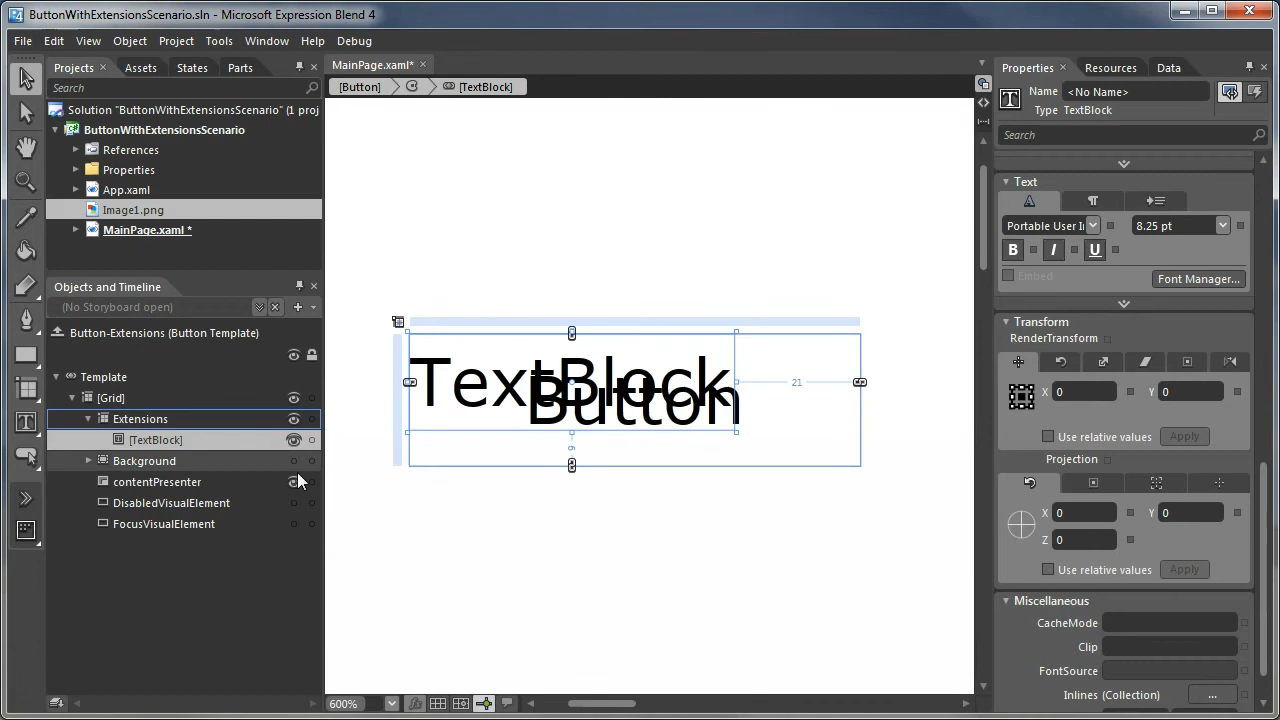 ButtonWithExtensionsScenario.sln - Microsoft Expression Blend 4
File Edit View Object Project Tools Window Help Debug
Projects Assets States Parts
Search
Solution "ButtonWithExtensionsScenario" (1 proj
ButtonWithExtensionsScenario
References
Properties
App.xaml
Image1.png
MainPage.xaml *
Objects and Timeline
(No Storyboard open)
Button-Extensions (Button Template)
Template
[Grid]
Extensions
[TextBlock]
Background
contentPresenter
DisabledVisualElement
FocusVisualElement
MainPage.xaml*
[Button] [TextBlock]
TextBlock
Button
21
6
600%
Properties Resources Data
Name <No Name>
Type TextBlock
Search
Text
Portable User I 8.25 pt
B I U
Embed
Font Manager...
Transform
RenderTransform
X 0 Y 0
Use relative values Apply
Projection
X 0 Y 0
Z 0
Use relative values Apply
Miscellaneous
CacheMode
Clip
FontSource
Inlines (Collection) ...